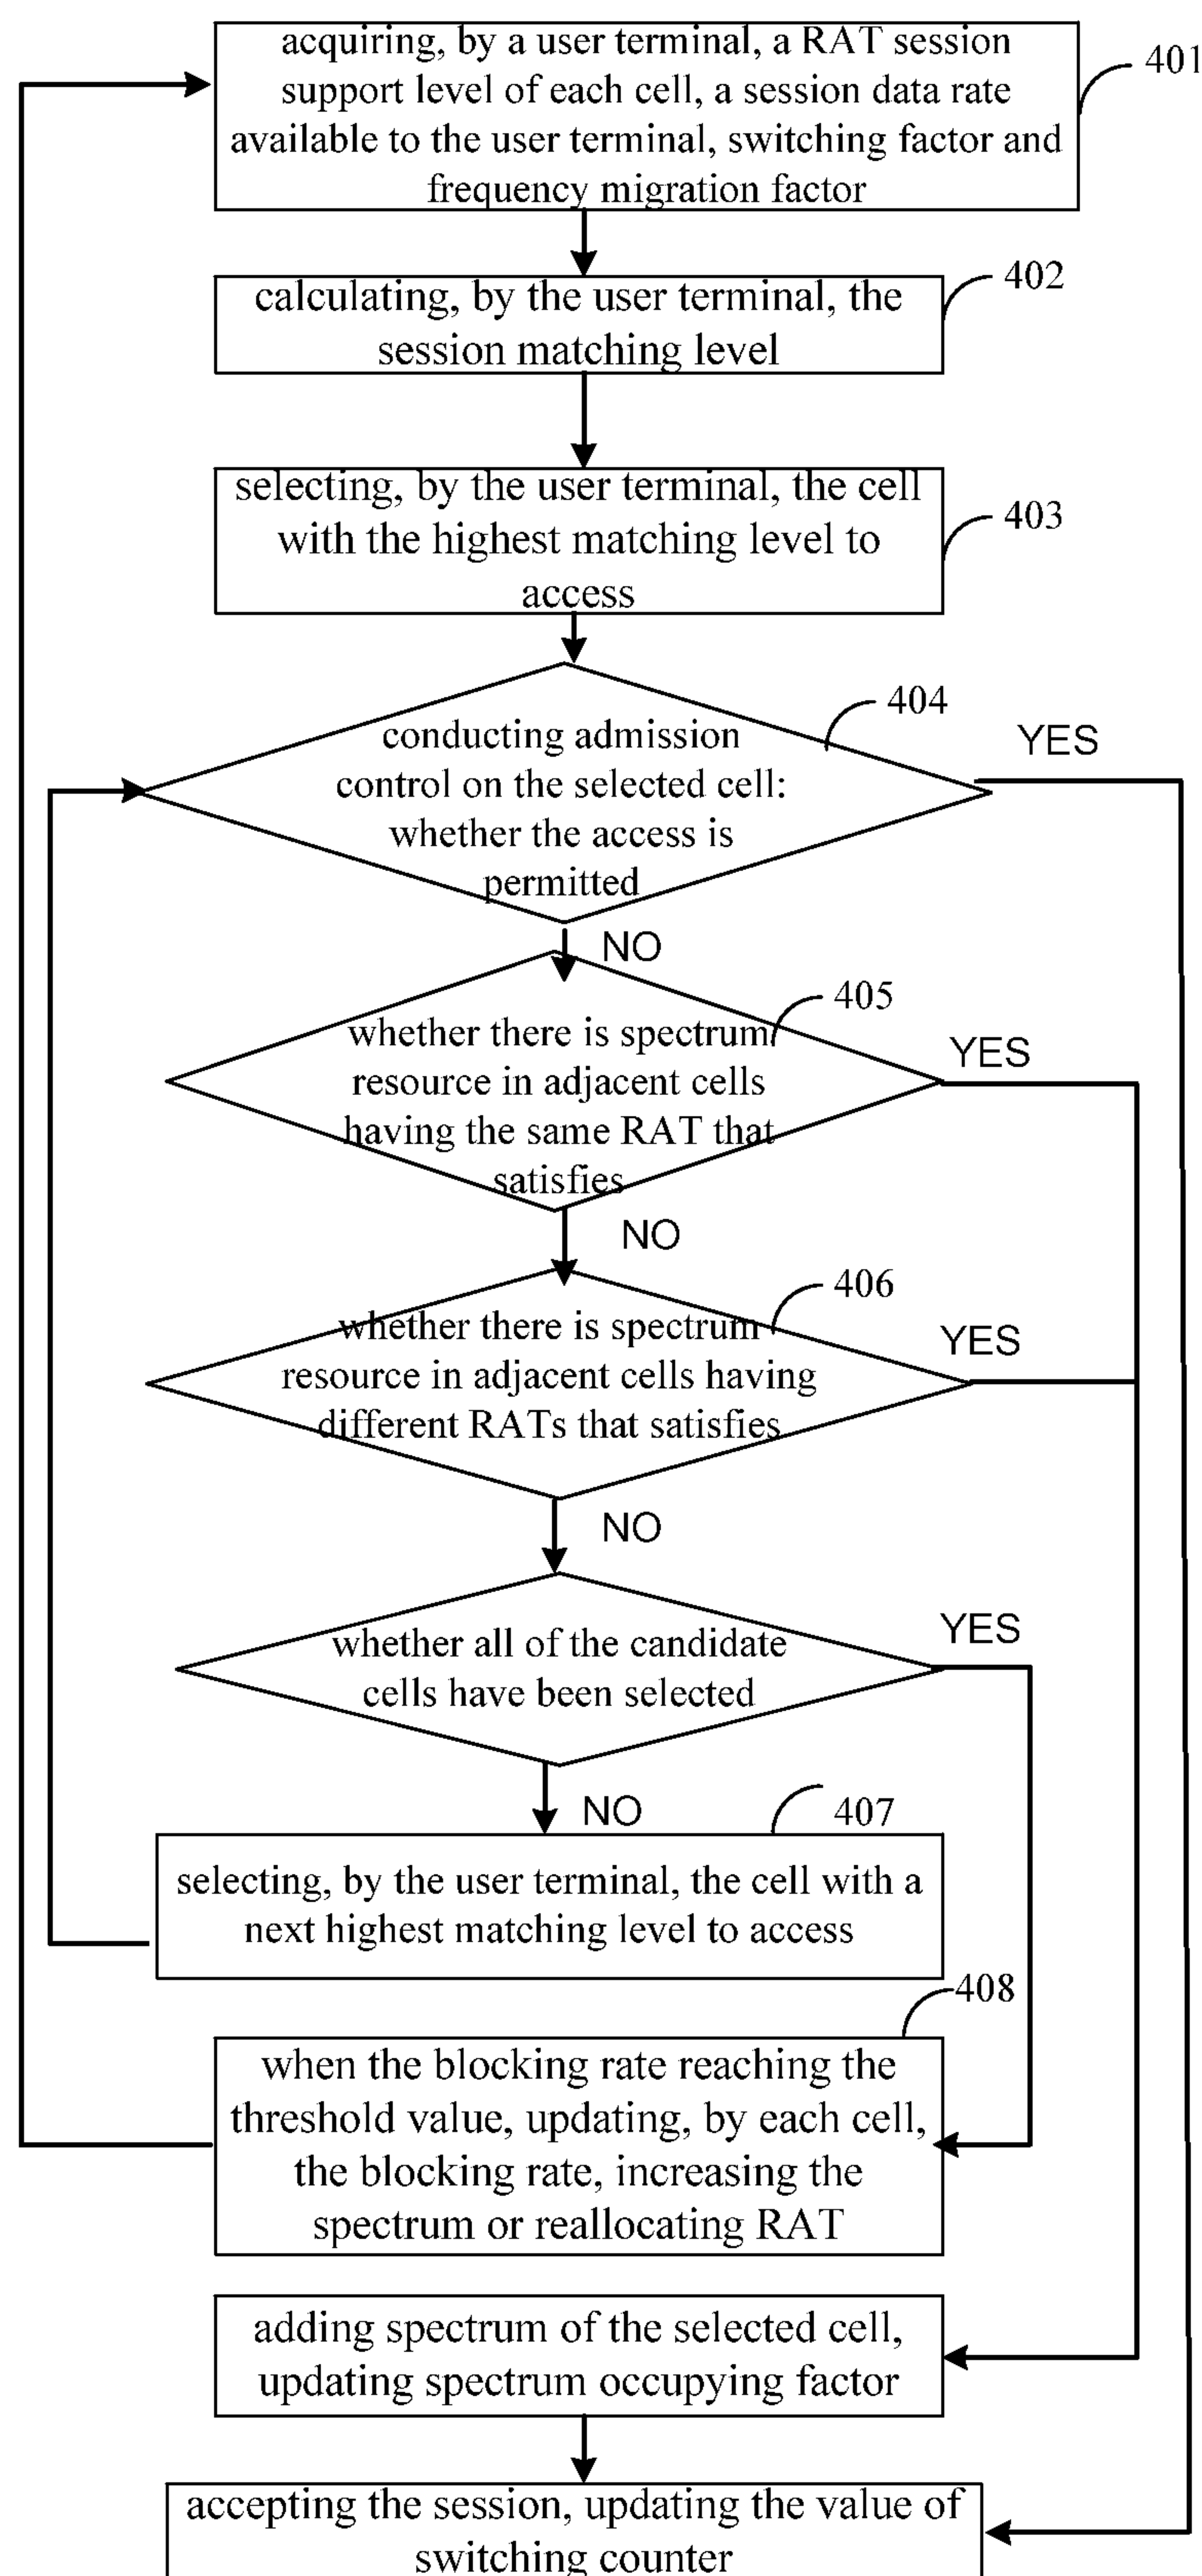 acquiring, by a user terminal, a RAT session
support level of each cell, a session data rate
available to the user terminal, switching factor and
frequency migration factor
401
calculating, by the user terminal, the
session matching level
402
selecting, by the user terminal, the cell
with the highest matching level to
access
403
conducting admission
control on the selected cell:
whether the access is
permitted
404
YES
NO
whether there is spectrum
resource in adjacent cells
having the same RAT that
satisfies
405
YES
NO
whether there is spectrum
resource in adjacent cells having
different RATs that satisfies
406
YES
NO
whether all of the candidate
cells have been selected
YES
NO
407
selecting, by the user terminal, the cell with a
next highest matching level to access
408
when the blocking rate reaching the
threshold value, updating, by each cell,
the blocking rate, increasing the
spectrum or reallocating RAT
adding spectrum of the selected cell,
updating spectrum occupying factor
accepting the session, updating the value of
switching counter